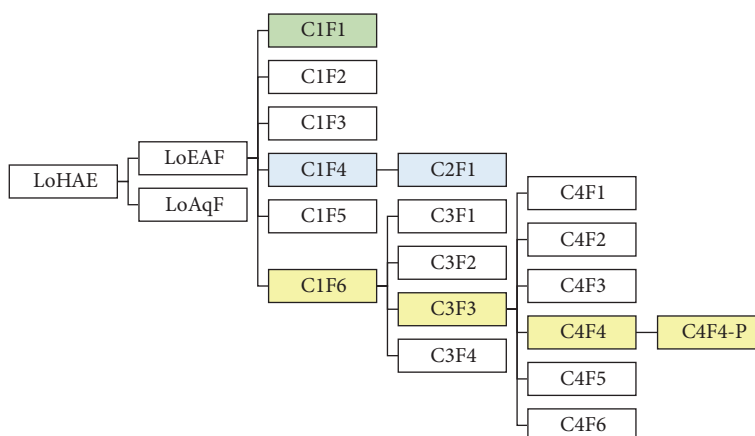 LoHAE
LoEAF
LoAqF
C1F1
C1F2
C1F3
C1F4
C1F5
C1F6
C2F1
C3F1
C3F2
C3F3
C3F4
C4F1
C4F2
C4F3
C4F4
C4F5
C4F6
C4F4-P